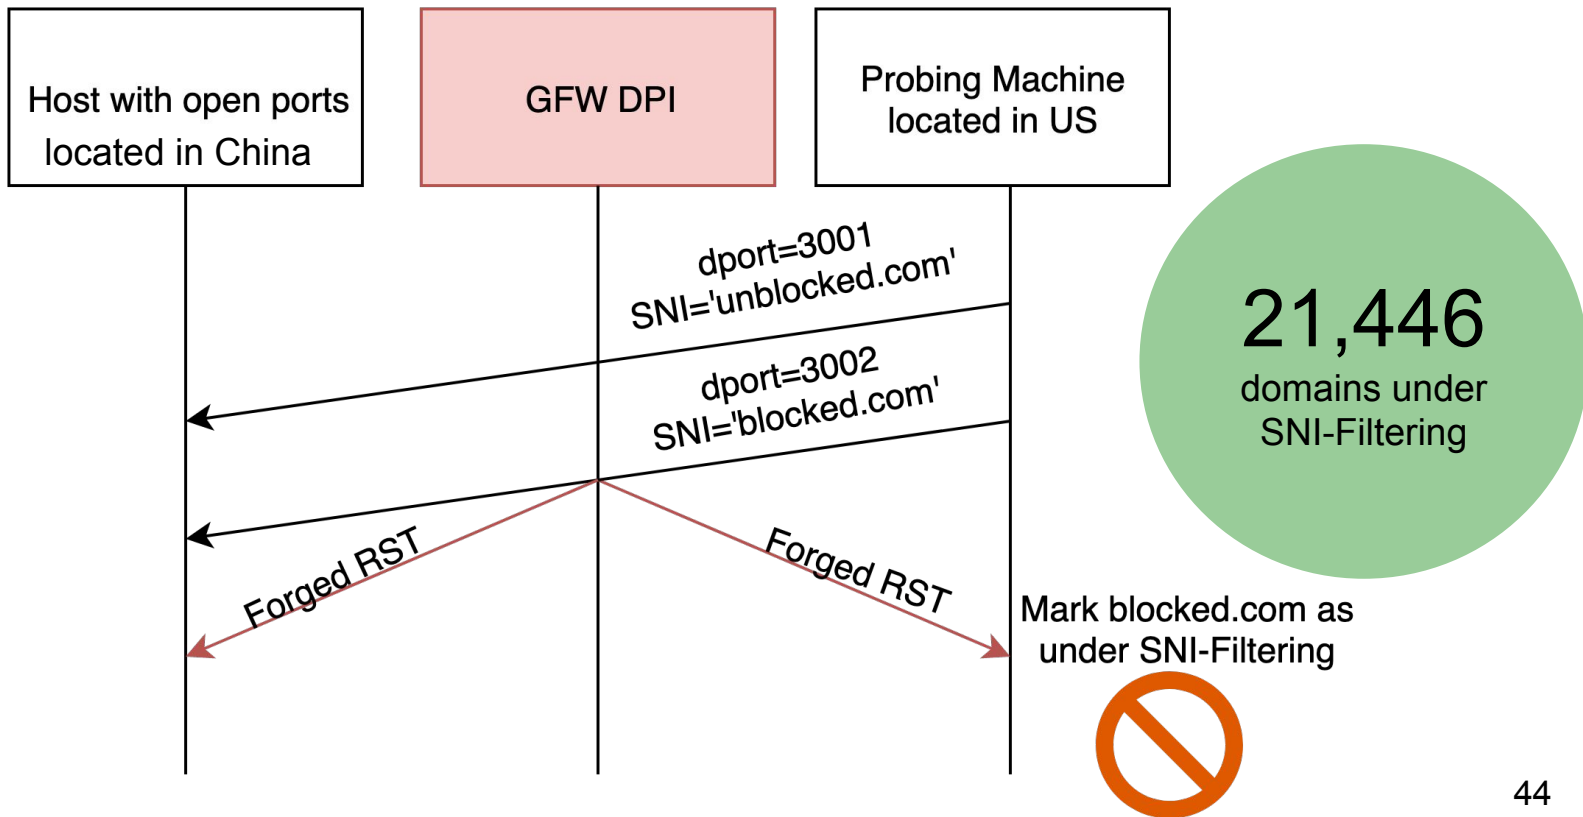 Host with open ports
located in China
GFW DPI
Probing Machine
located in US
dport=3001
SNI='unblocked.com'
dport=3002
SNI='blocked.com'
Forged RST
Forged RST
21,446
domains under
SNI-Filtering
Mark blocked.com as
under SNI-Filtering
44